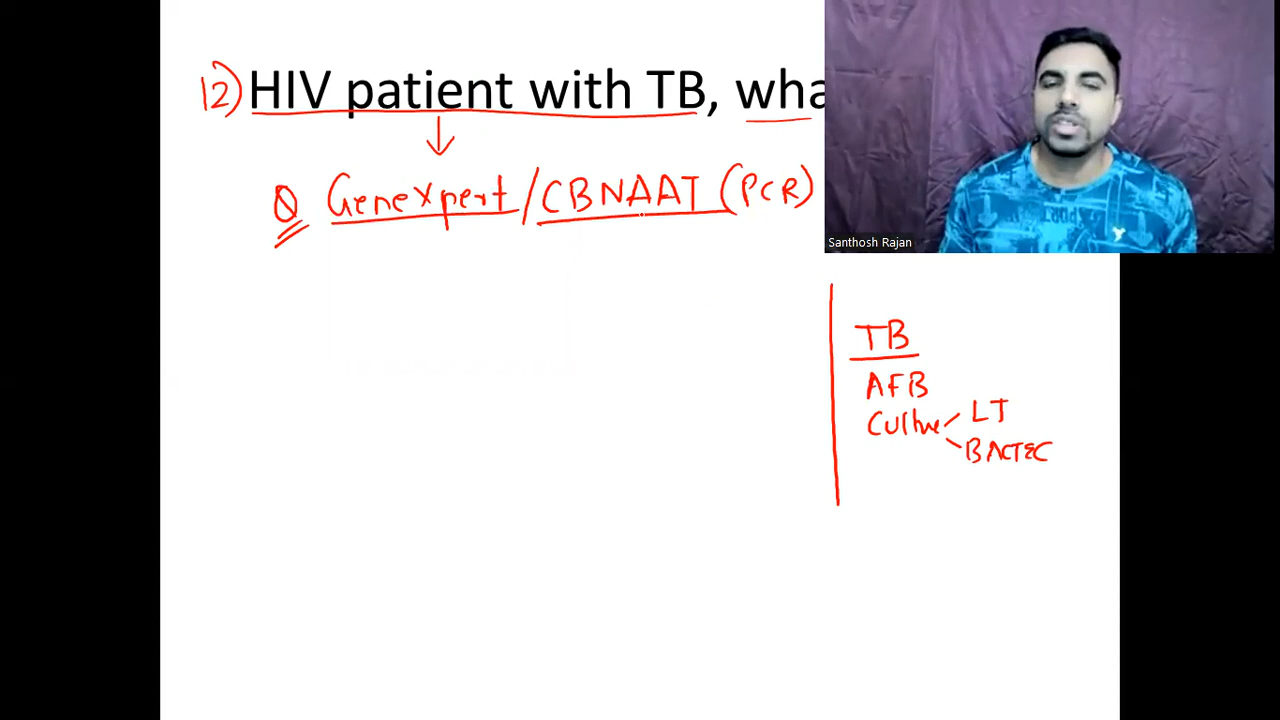 12) HIV patient with TB, wha
Q GeneXpert/CBNAAT (PCR)
Santhosh Rajan
TB
AFB
Culture LJ
BACTEC